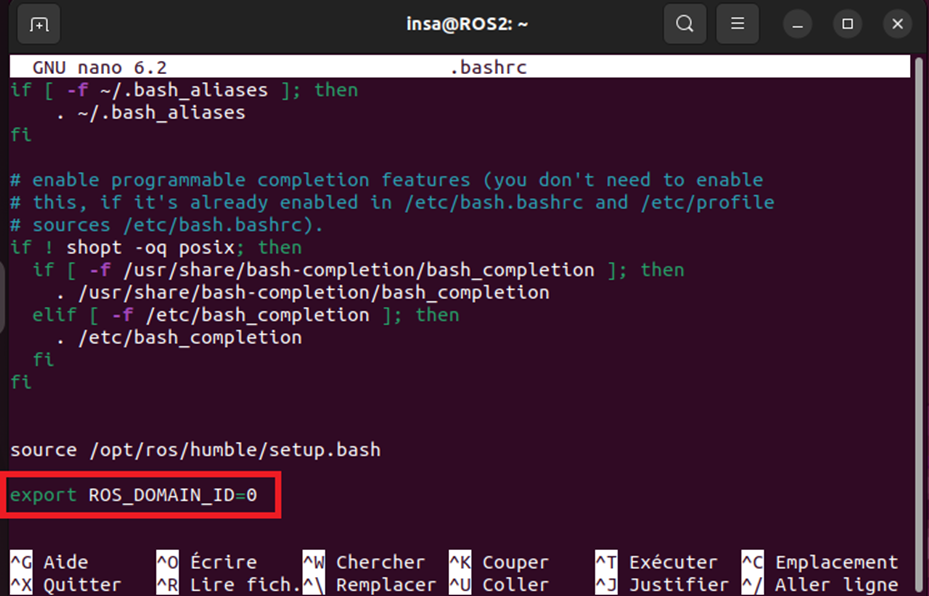 insa@ROS2: ~
GNU nano 6.2 .bashrc
if [ -f ~/.bash_aliases ]; then
    . ~/.bash_aliases
fi

# enable programmable completion features (you don't need to enable
# this, if it's already enabled in /etc/bash.bashrc and /etc/profile
# sources /etc/bash.bashrc).
if ! shopt -oq posix; then
  if [ -f /usr/share/bash-completion/bash_completion ]; then
    . /usr/share/bash-completion/bash_completion
  elif [ -f /etc/bash_completion ]; then
    . /etc/bash_completion
  fi
fi

source /opt/ros/humble/setup.bash

export ROS_DOMAIN_ID=0

^G Aide ^O Écrire ^W Chercher ^K Couper ^T Exécuter ^C Emplacement
^X Quitter ^R Lire fich. ^\ Remplacer ^U Coller ^J Justifier ^/ Aller ligne